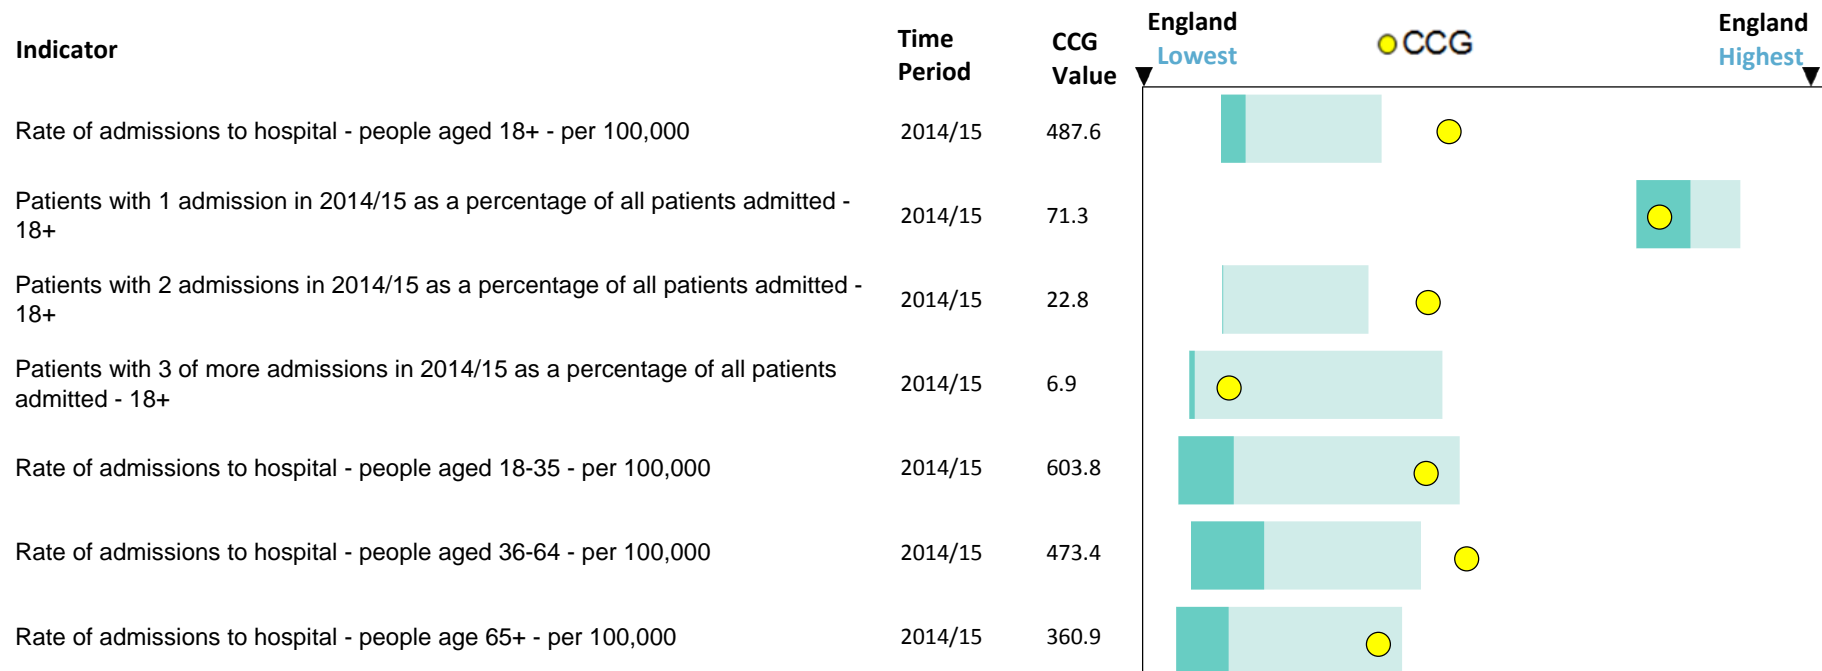 Indicator Time Period CCG Value England Lowest CCG England Highest
Rate of admissions to hospital - people aged 18+ - per 100,000 2014/15 487.6
Patients with 1 admission in 2014/15 as a percentage of all patients admitted -
18+ 2014/15 71.3
Patients with 2 admissions in 2014/15 as a percentage of all patients admitted -
18+ 2014/15 22.8
Patients with 3 of more admissions in 2014/15 as a percentage of all patients
admitted - 18+ 2014/15 6.9
Rate of admissions to hospital - people aged 18-35 - per 100,000 2014/15 603.8
Rate of admissions to hospital - people aged 36-64 - per 100,000 2014/15 473.4
Rate of admissions to hospital - people age 65+ - per 100,000 2014/15 360.9